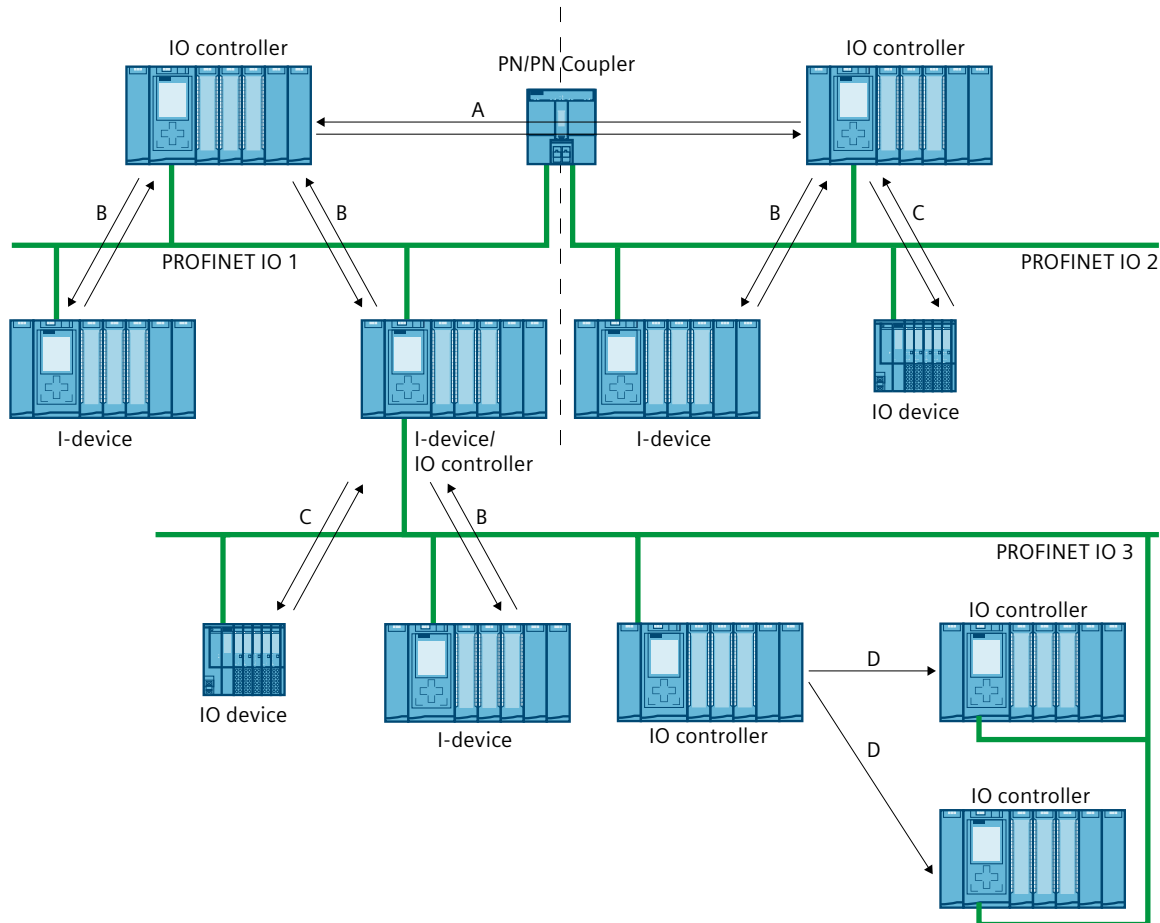 IO controller
PN/PN Coupler
IO controller
A
B
B
B
C
PROFINET IO 1
PROFINET IO 2
I-device
I-device/
IO controller
I-device
IO device
C
B
PROFINET IO 3
IO controller
D
IO device
I-device
IO controller
D
IO controller